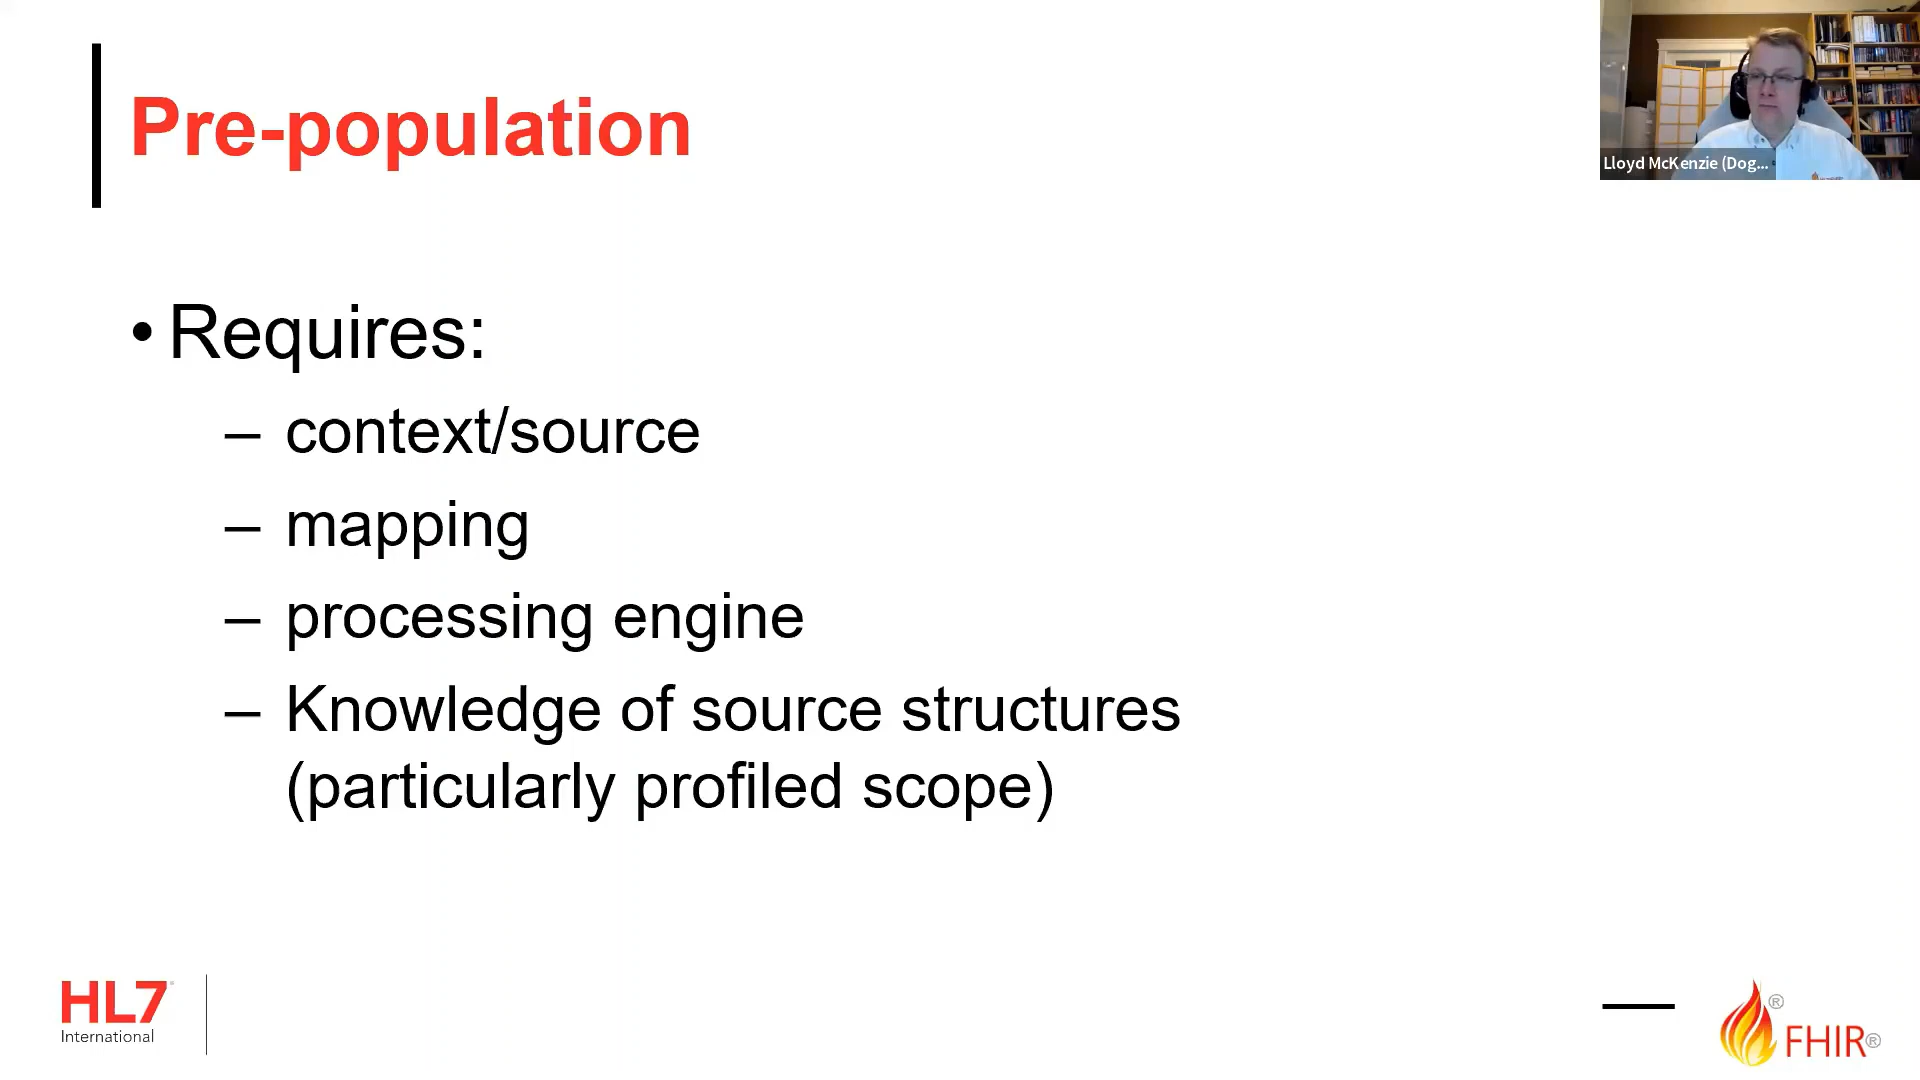 Pre-population
Lloyd McKenzie (Dog...
• Requires:
– context/source
– mapping
– processing engine
– Knowledge of source structures
(particularly profiled scope)
HL7
International
® FHIR®